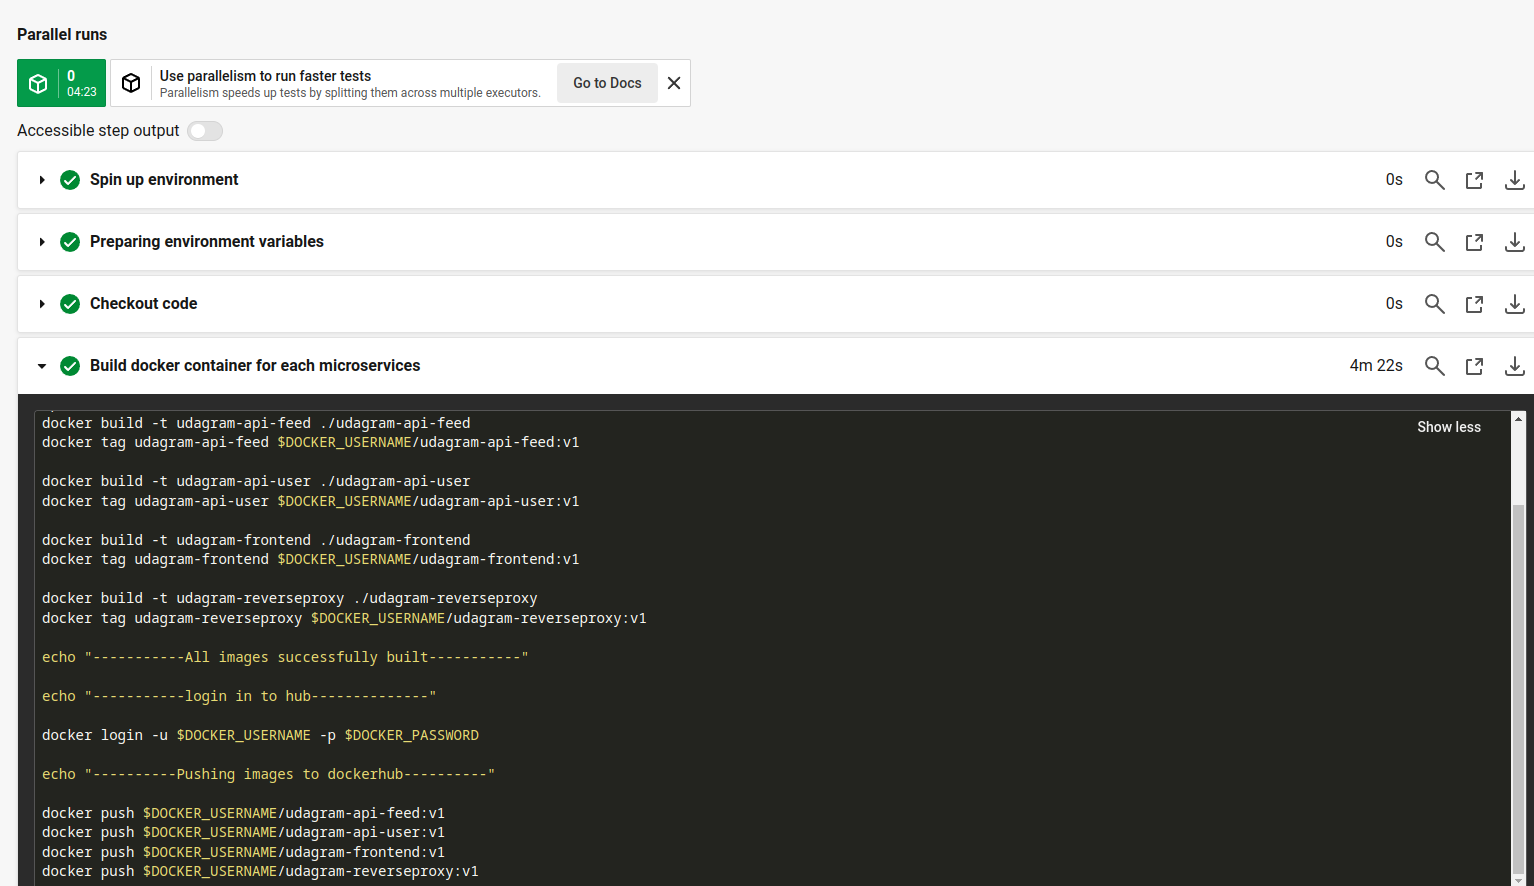 Parallel runs
0
04:23
Use parallelism to run faster tests
Parallelism speeds up tests by splitting them across multiple executors.
Go to Docs
Accessible step output
Spin up environment 0s
Preparing environment variables 0s
Checkout code 0s
Build docker container for each microservices 4m 22s
Show less
docker build -t udagram-api-feed ./udagram-api-feed
docker tag udagram-api-feed $DOCKER_USERNAME/udagram-api-feed:v1
docker build -t udagram-api-user ./udagram-api-user
docker tag udagram-api-user $DOCKER_USERNAME/udagram-api-user:v1
docker build -t udagram-frontend ./udagram-frontend
docker tag udagram-frontend $DOCKER_USERNAME/udagram-frontend:v1
docker build -t udagram-reverseproxy ./udagram-reverseproxy
docker tag udagram-reverseproxy $DOCKER_USERNAME/udagram-reverseproxy:v1
echo "-----------All images successfully built-----------"
echo "-----------login in to hub--------------"
docker login -u $DOCKER_USERNAME -p $DOCKER_PASSWORD
echo "----------Pushing images to dockerhub----------"
docker push $DOCKER_USERNAME/udagram-api-feed:v1
docker push $DOCKER_USERNAME/udagram-api-user:v1
docker push $DOCKER_USERNAME/udagram-frontend:v1
docker push $DOCKER_USERNAME/udagram-reverseproxy:v1